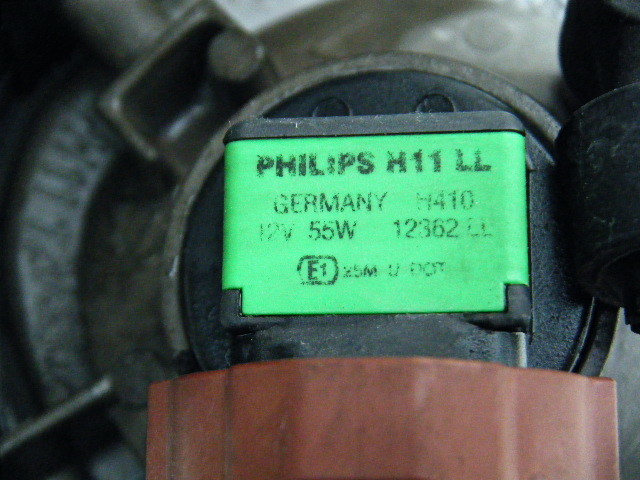 PHILIPS H11 LL
GERMANY H410
12V 55W 12362 LL
E1 U DOT